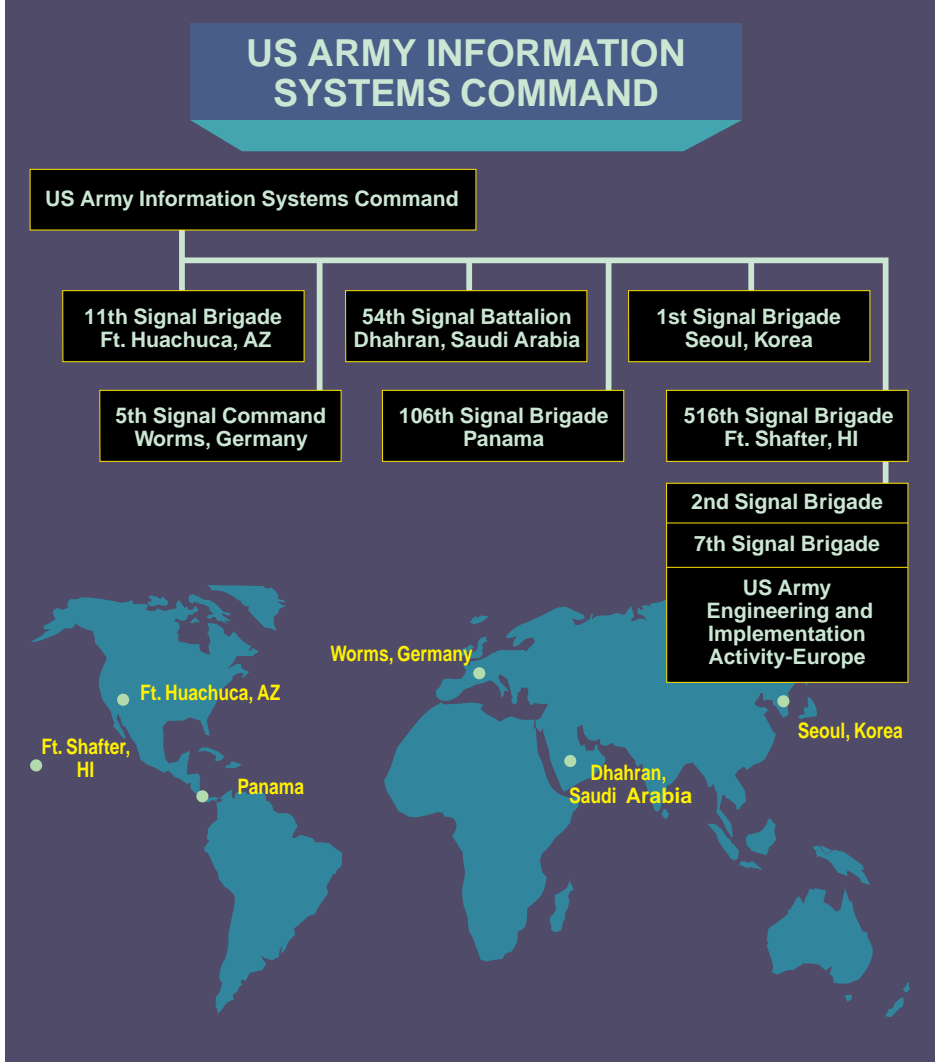 US ARMY INFORMATION
SYSTEMS COMMAND
US Army Information Systems Command
11th Signal Brigade
Ft. Huachuca, AZ
54th Signal Battalion
Dhahran, Saudi Arabia
1st Signal Brigade
Seoul, Korea
5th Signal Command
Worms, Germany
106th Signal Brigade
Panama
516th Signal Brigade
Ft. Shafter, HI
2nd Signal Brigade
7th Signal Brigade
US Army
Engineering and
Implementation
Activity-Europe
Worms, Germany
Ft. Huachuca, AZ
Seoul, Korea
Ft. Shafter,
HI
Panama
Dhahran,
Saudi Arabia